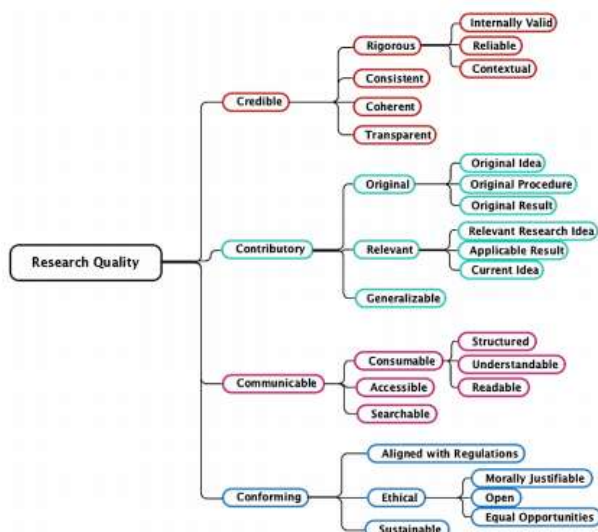 Research Quality
Credible
Rigorous
Internally Valid
Reliable
Contextual
Consistent
Coherent
Transparent
Contributory
Original
Original Idea
Original Procedure
Original Result
Relevant
Relevant Research Idea
Applicable Result
Current Idea
Generalizable
Communicable
Consumable
Structured
Understandable
Readable
Accessible
Searchable
Conforming
Aligned with Regulations
Ethical
Morally Justifiable
Open
Equal Opportunities
Sustainable